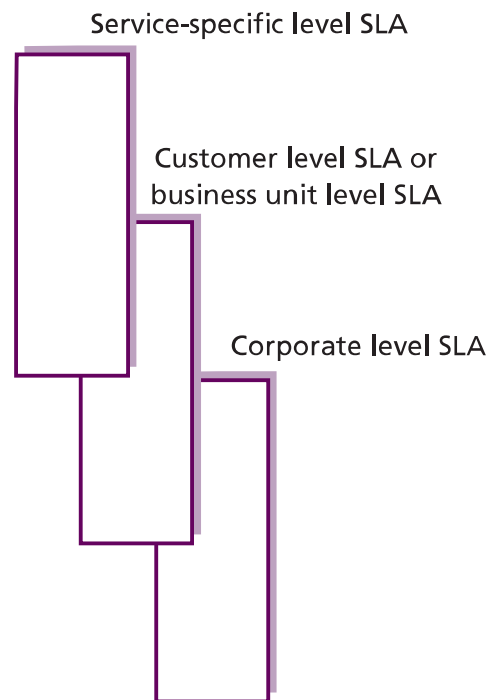 Service-specific level SLA
Customer level SLA or
business unit level SLA
Corporate level SLA